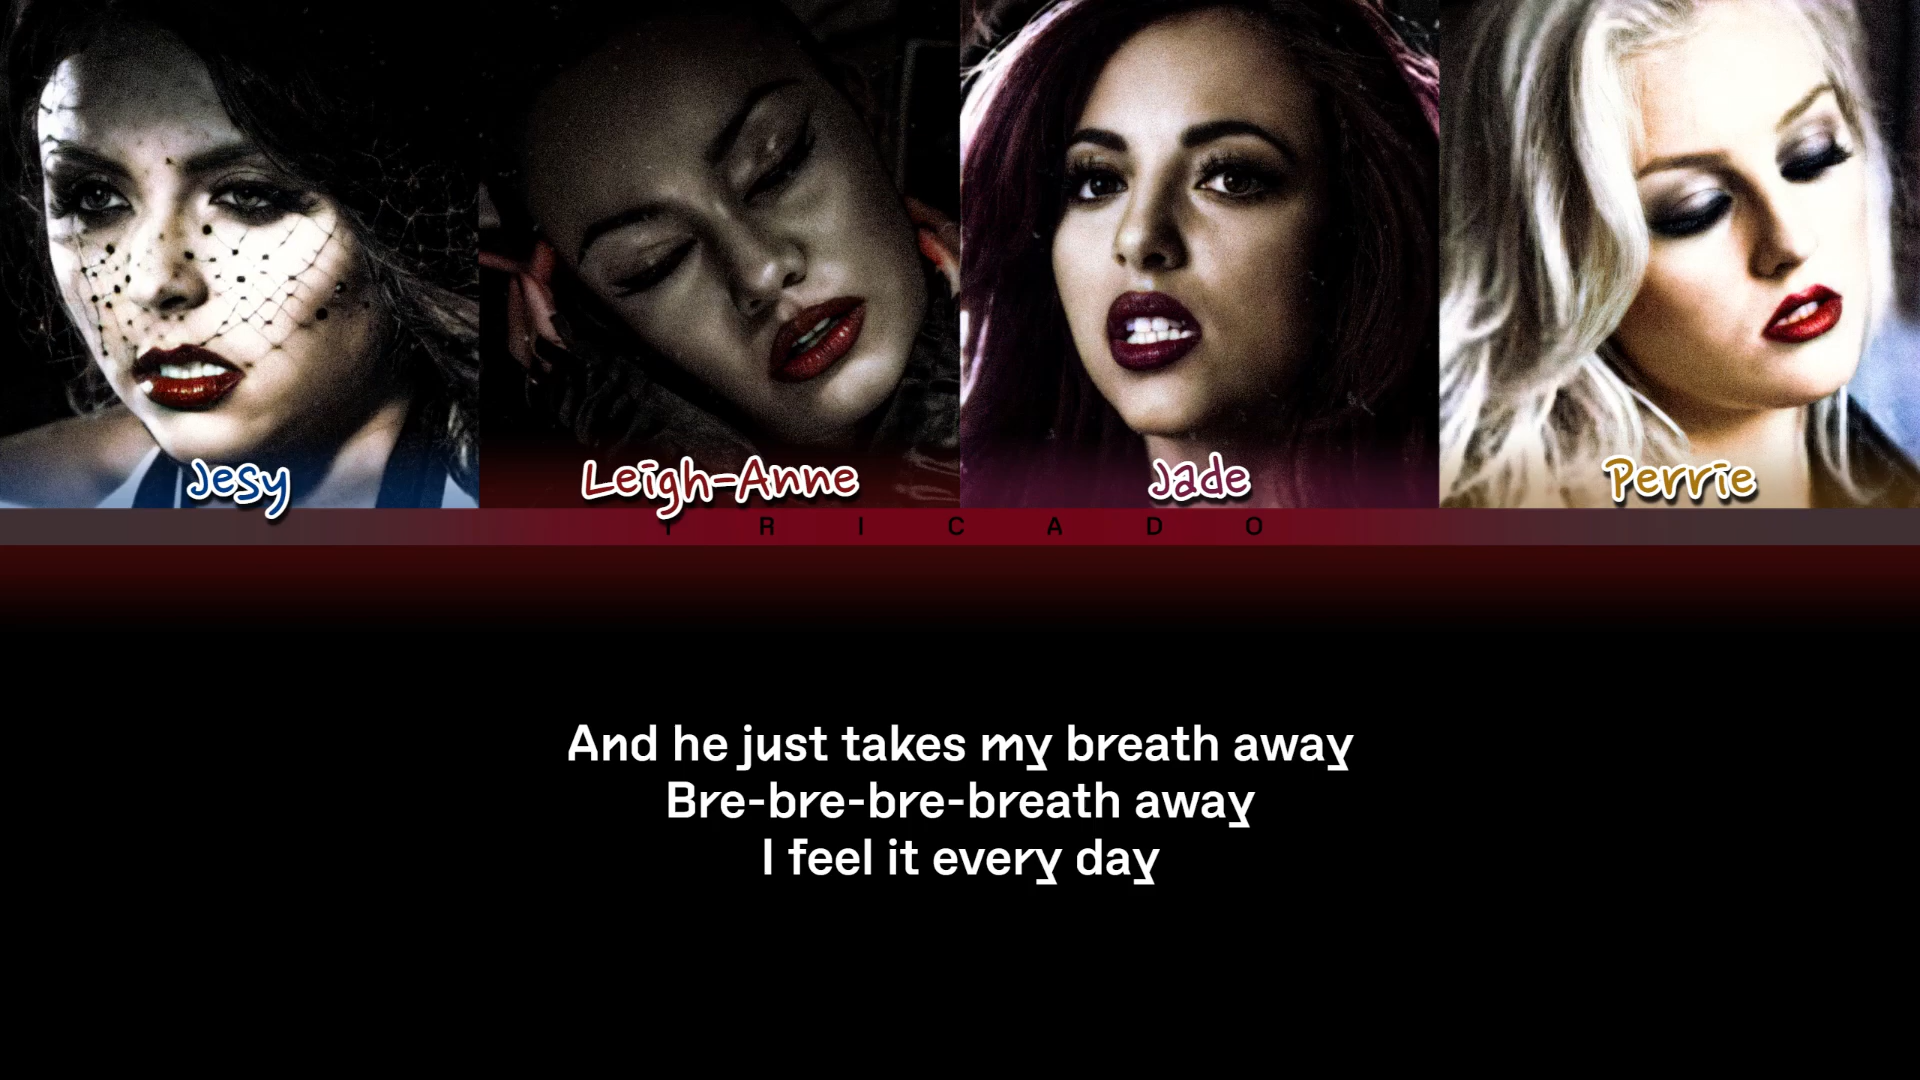 Jesy
Leigh-Anne
Jade
Perrie
T R I C A D O
And he just takes my breath away
Bre-bre-bre-breath away
I feel it every day